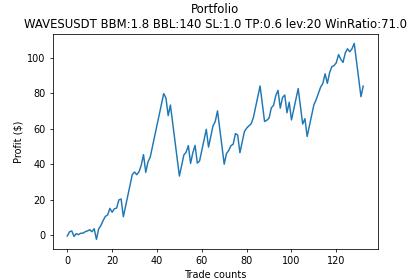 Portfolio
WAVESUSDT BBM:1.8 BBL:140 SL:1.0 TP:0.6 lev:20 WinRatio:71.0
Profit ($)
100
80
60
40
20
0
0 20 40 60 80 100 120
Trade counts